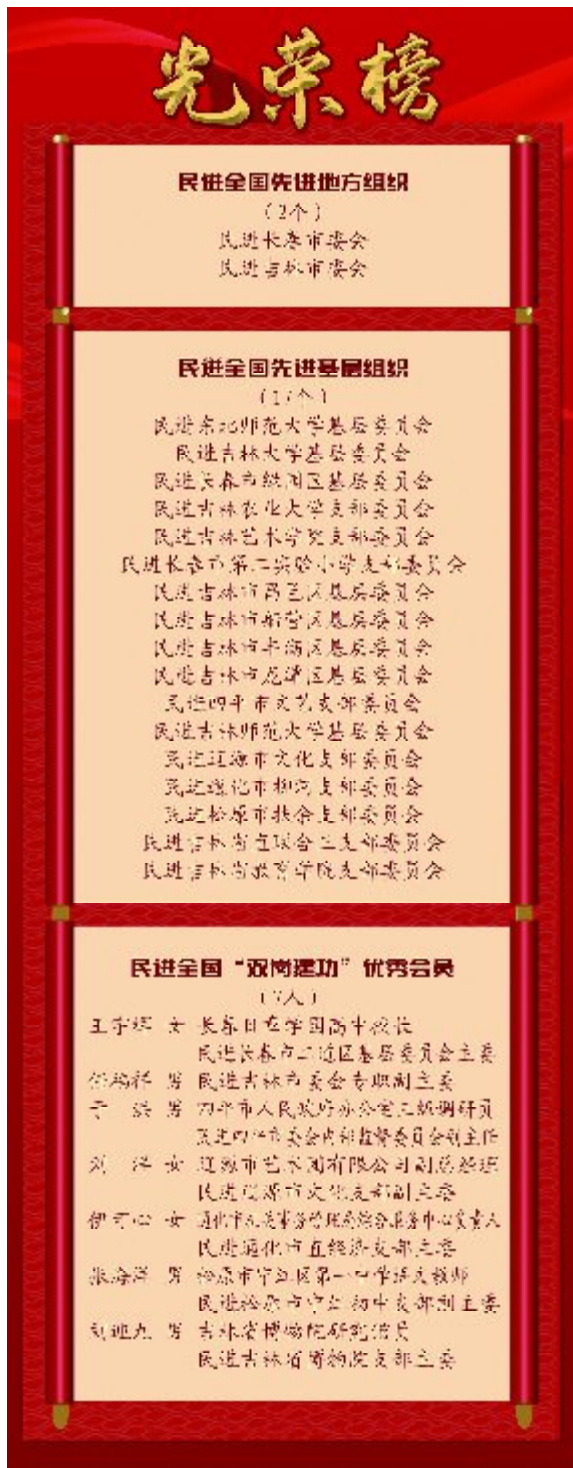 光荣榜
民进全国先进地方组织
(2个)
民进长春市委会
民进吉林市委会
民进全国先进基层组织
(17个)
民进东北师范大学基层委员会
民进吉林大学基层委员会
民进长春市绿园区基层委员会
民进吉林农业大学支部委员会
民进吉林艺术学院支部委员会
民进长春市第二实验小学支部委员会
民进吉林市昌邑区基层委员会
民进吉林市船营区基层委员会
民进吉林市丰满区基层委员会
民进吉林市龙潭区基层委员会
民进四平市文艺支部委员会
民进吉林师范大学基层委员会
民进辽源市文化支部委员会
民进通化市柳河支部委员会
民进松原市扶余支部委员会
民进吉林省直联合二支部委员会
民进吉林省教育学院支部委员会
民进全国“双岗建功”优秀会员
(7人)
王宇 女 长春日章学园高中校长
民进长春市二道区基层委员会主委
祥 男 民进吉林市委会专职副主委
于 洪 男 四平市人民政府办公室三级调研员
民进四平市委会内部监督委员会副主任
刘 洋 女 辽源市艺术团有限公司副总经理
民进辽源市文化支部副主委
伊可心 女 通化市机关事务管理局综合服务中心负责人
民进通化市直经济支部主委
张海洋 男 松原市宁江区第一中学语文教师
民进松原市宁江初中支部副主委
刘迪九 男 吉林省博物院研究馆员
民进吉林省博物院支部主委